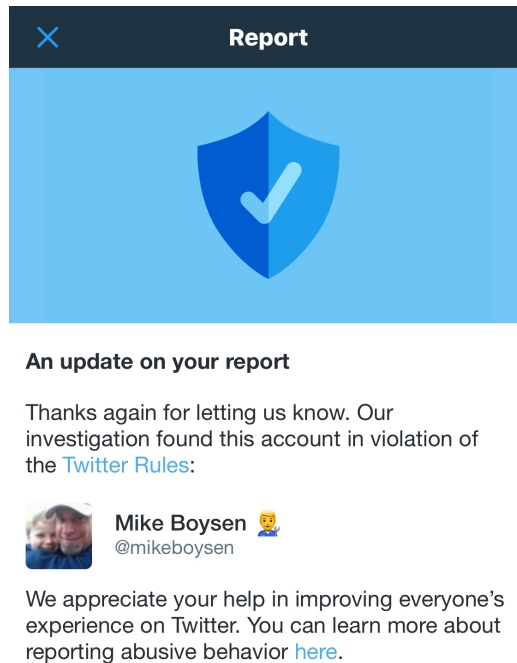 Report
An update on your report
Thanks again for letting us know. Our
investigation found this account in violation of
the Twitter Rules:
Mike Boysen 👨‍🔧
@mikeboysen
We appreciate your help in improving everyone’s
experience on Twitter. You can learn more about
reporting abusive behavior here.